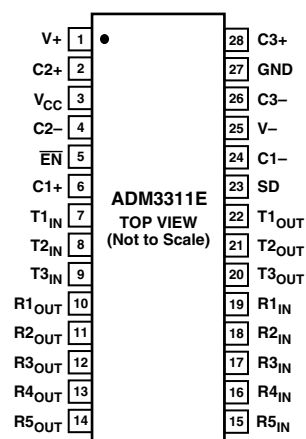 V+ 1 28 C3+
C2+ 2 27 GND
VCC 3 26 C3–
C2– 4 25 V–
EN 5 24 C1–
C1+ 6 23 SD
ADM3311E
TOP VIEW
(Not to Scale)
T1IN 7 22 T1OUT
T2IN 8 21 T2OUT
T3IN 9 20 T3OUT
R1OUT 10 19 R1IN
R2OUT 11 18 R2IN
R3OUT 12 17 R3IN
R4OUT 13 16 R4IN
R5OUT 14 15 R5IN